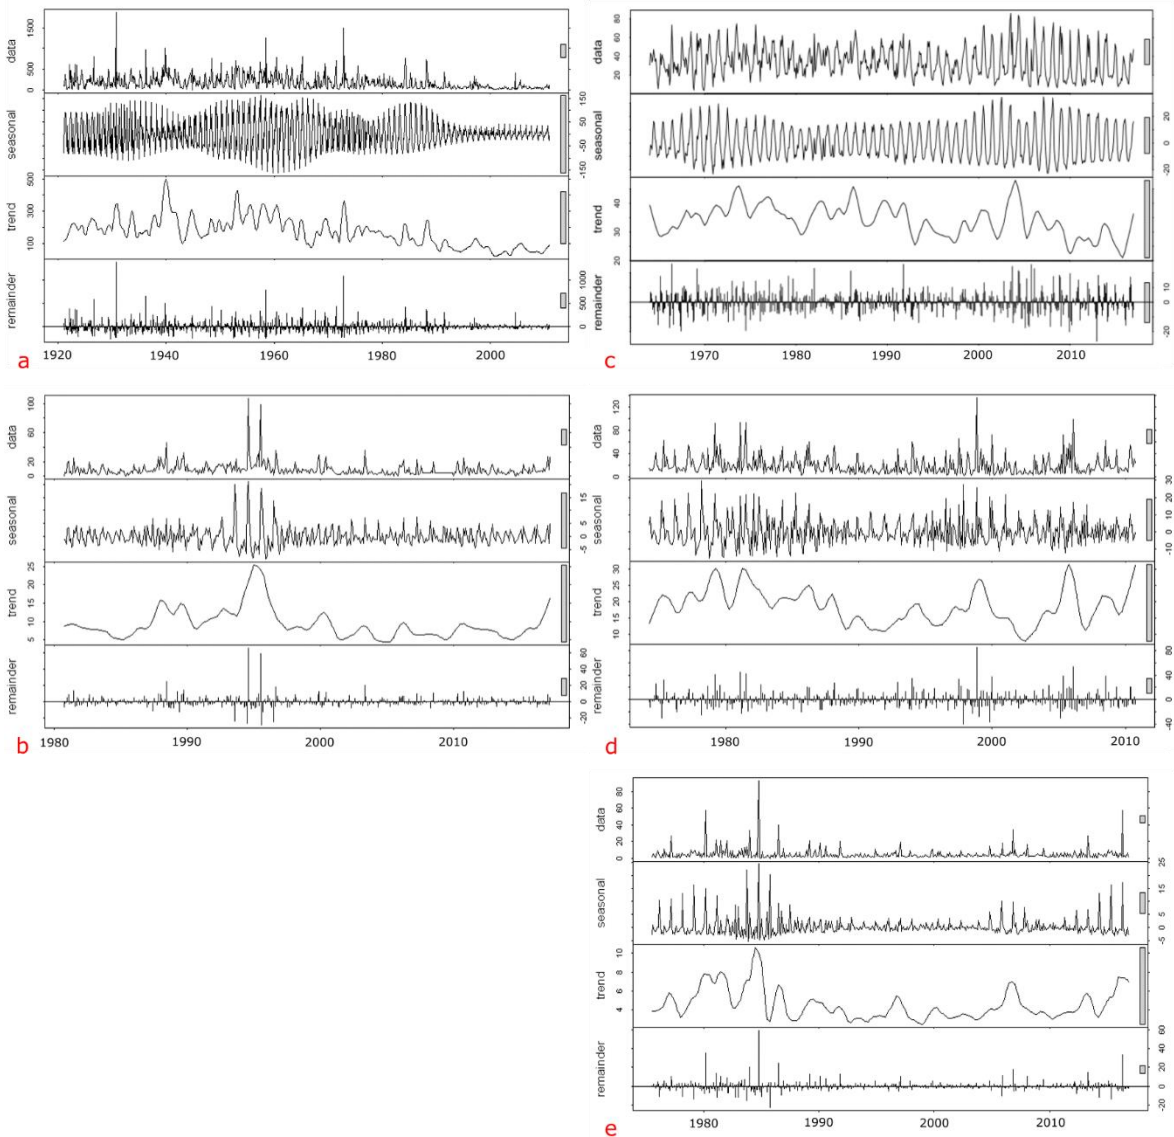 data
0 500 1500
seasonal
-150 -50 50 150
trend
100 300 500
remainder
0 500 1000
a
1920 1940 1960 1980 2000
data
20 40 60 80
seasonal
-20 0 20
trend
20 30 40
remainder
-20 0 10
c
1970 1980 1990 2000 2010
data
0 20 60 100
seasonal
-5 0 5 15
trend
5 10 15 20 25
remainder
-20 0 20 40 60
b
1980 1990 2000 2010
data
0 40 80 120
seasonal
-10 0 10 20 30
trend
10 15 20 25 30
remainder
-40 0 40 80
d
1980 1990 2000 2010
data
0 20 40 60 80
seasonal
-5 5 15 25
trend
4 6 8 10
remainder
20 0 20 40 60
1980 1990 2000 2010
e